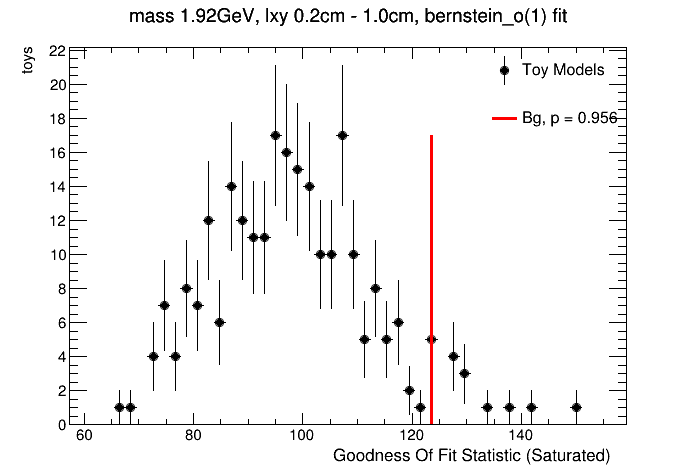 mass 1.92GeV, lxy 0.2cm - 1.0cm, bernstein_o(1) fit
toys
22
20
18
16
14
12
10
8
6
4
2
0
Toy Models
Bg, p = 0.956
60 80 100 120 140
Goodness Of Fit Statistic (Saturated)